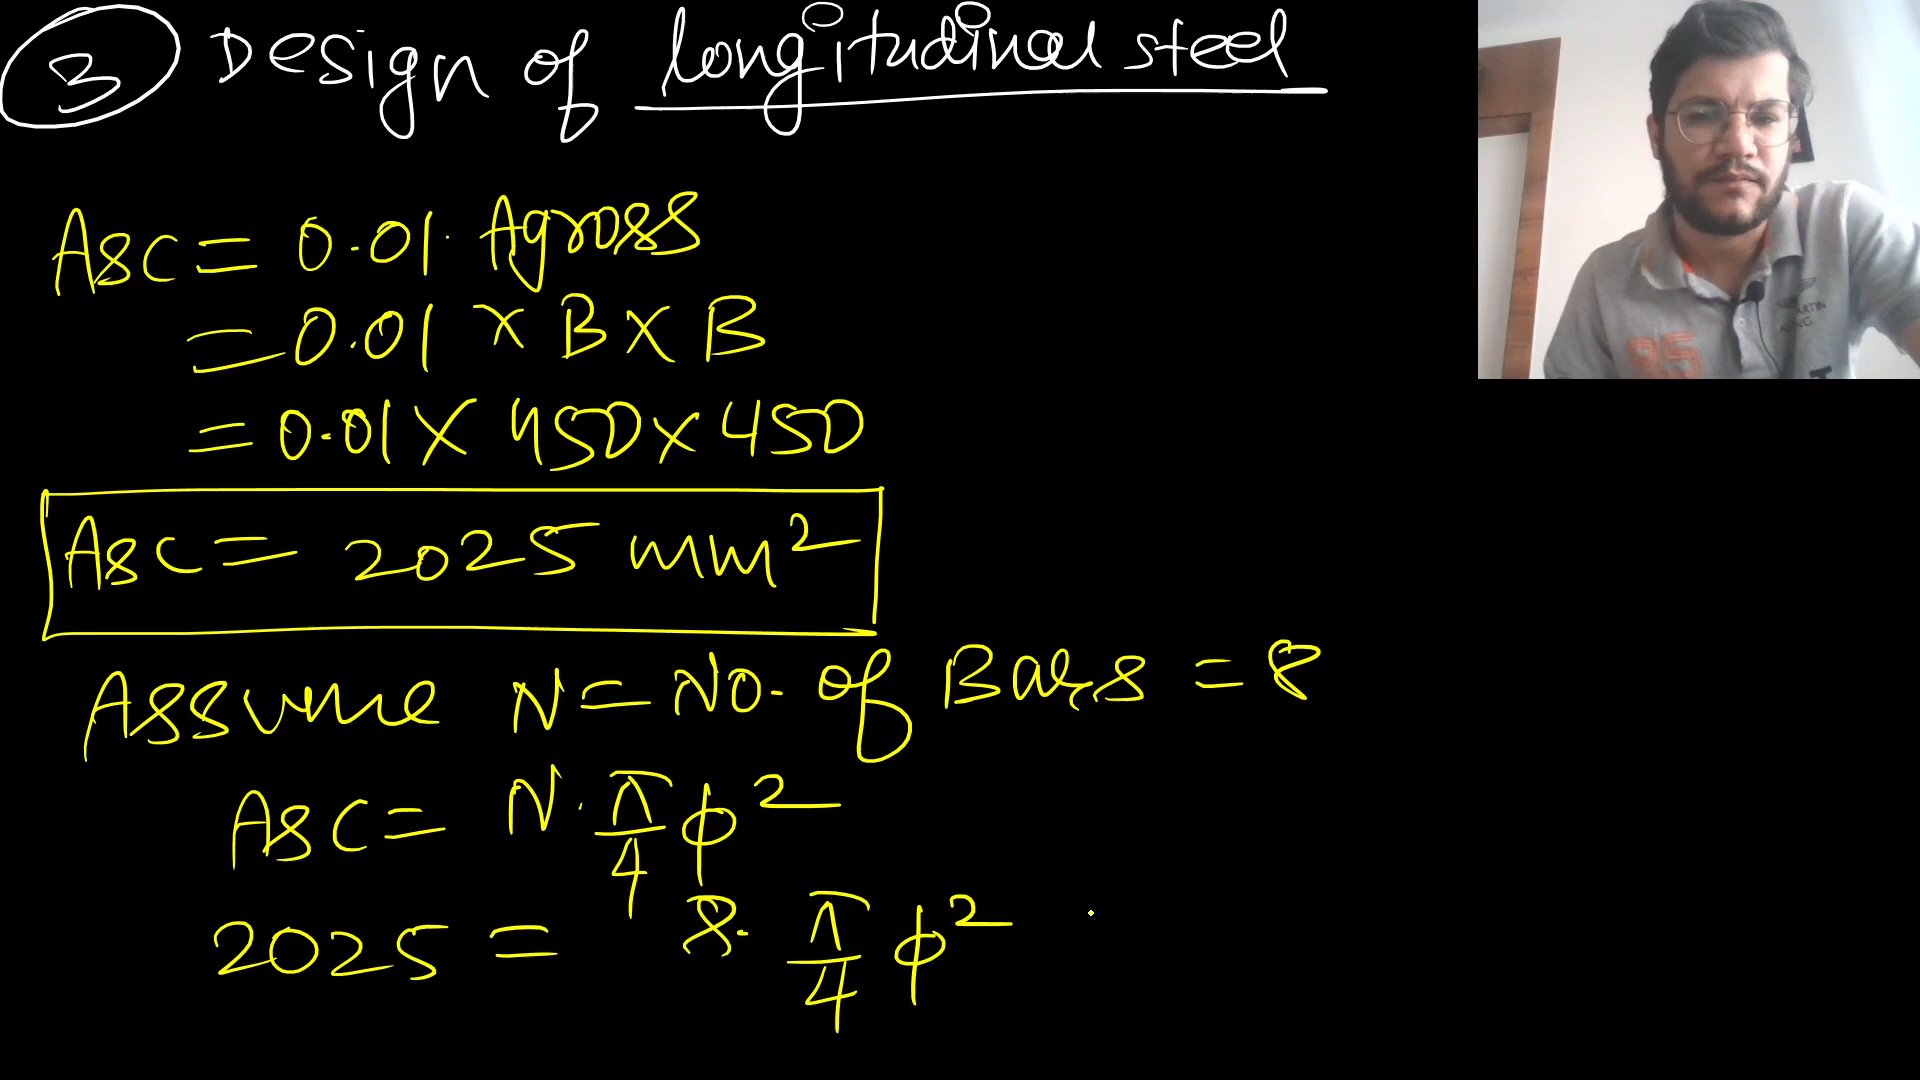 3 Design of longitudinal steel
Asc = 0.01. Agross
= 0.01 × B × B
= 0.01 × 450 × 450
Asc = 2025 mm²
Assume N = No. of Bars = 8
Asc = N. π/4 ϕ²
2025 = 8. π/4 ϕ²
95